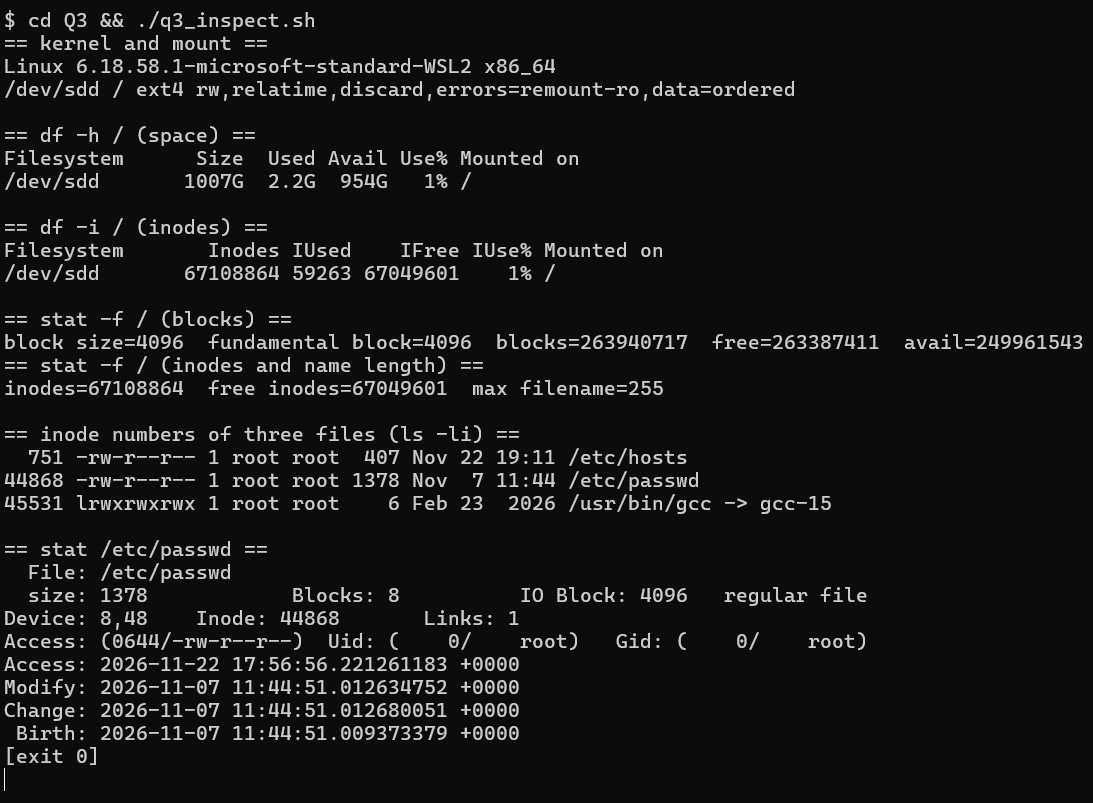 $ cd Q3 && ./q3_inspect.sh
== kernel and mount ==
Linux 6.18.58.1-microsoft-standard-WSL2 x86_64
/dev/sdd / ext4 rw,relatime,discard,errors=remount-ro,data=ordered

== df -h / (space) ==
Filesystem      Size  Used Avail Use% Mounted on
/dev/sdd       1007G  2.2G  954G   1% /

== df -i / (inodes) ==
Filesystem       Inodes IUsed    IFree IUse% Mounted on
/dev/sdd       67108864 59263 67049601    1% /

== stat -f / (blocks) ==
block size=4096  fundamental block=4096  blocks=263940717  free=263387411  avail=249961543
== stat -f / (inodes and name length) ==
inodes=67108864  free inodes=67049601  max filename=255

== inode numbers of three files (ls -li) ==
  751 -rw-r--r-- 1 root root  407 Nov 22 19:11 /etc/hosts
44868 -rw-r--r-- 1 root root 1378 Nov  7 11:44 /etc/passwd
45531 lrwxrwxrwx 1 root root    6 Feb 23  2026 /usr/bin/gcc -> gcc-15

== stat /etc/passwd ==
  File: /etc/passwd
  size: 1378            Blocks: 8          IO Block: 4096   regular file
Device: 8,48    Inode: 44868       Links: 1
Access: (0644/-rw-r--r--)  Uid: (    0/    root)   Gid: (    0/    root)
Access: 2026-11-22 17:56:56.221261183 +0000
Modify: 2026-11-07 11:44:51.012634752 +0000
Change: 2026-11-07 11:44:51.012680051 +0000
 Birth: 2026-11-07 11:44:51.009373379 +0000
[exit 0]